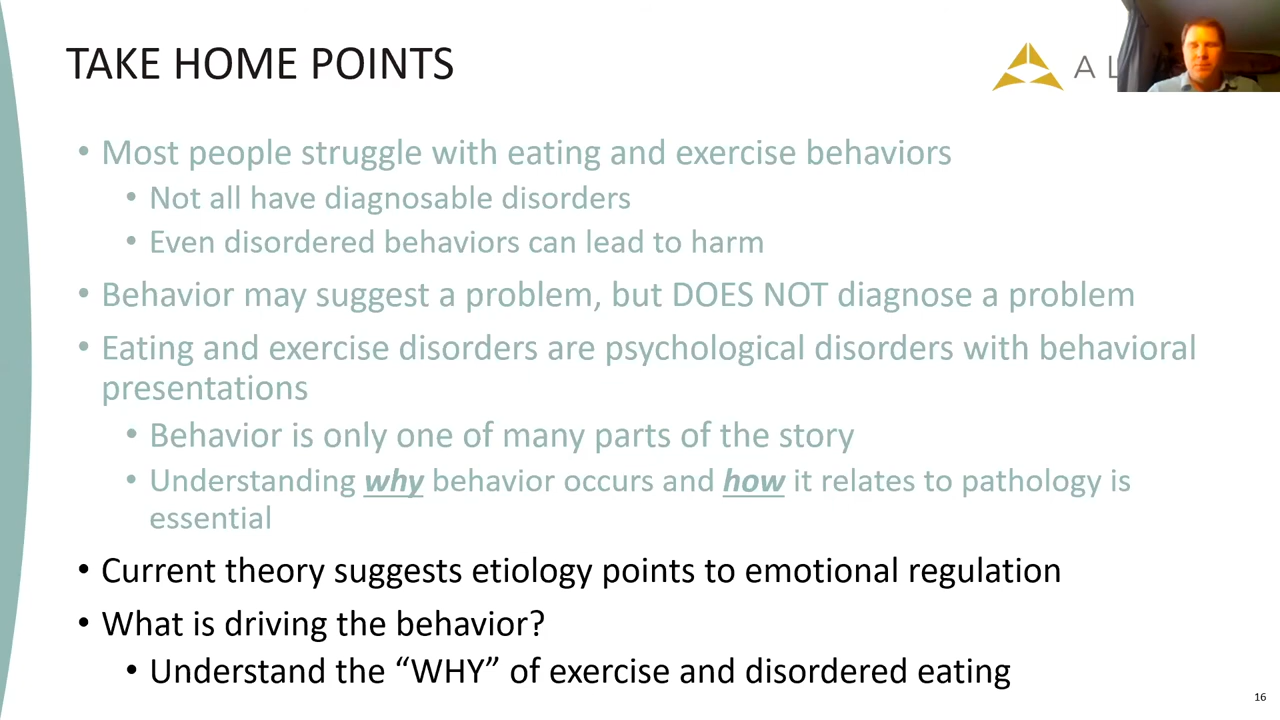 TAKE HOME POINTS
A L
• Most people struggle with eating and exercise behaviors
• Not all have diagnosable disorders
• Even disordered behaviors can lead to harm
• Behavior may suggest a problem, but DOES NOT diagnose a problem
• Eating and exercise disorders are psychological disorders with behavioral
presentations
• Behavior is only one of many parts of the story
• Understanding why behavior occurs and how it relates to pathology is
essential
• Current theory suggests etiology points to emotional regulation
• What is driving the behavior?
• Understand the “WHY” of exercise and disordered eating
16